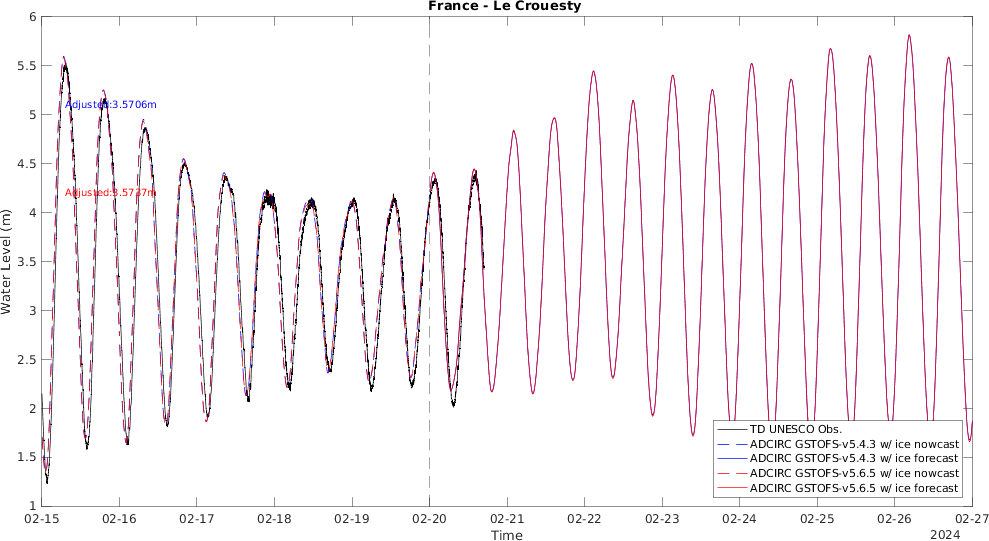 France - Le Crouesty
6
5.5
5
4.5
4
3.5
3
2.5
2
1.5
1
Water Level (m)
Adjusted:3.5706m
Adjusted:3.5737m
TD UNESCO Obs.
ADCIRC GSTOFS-v5.4.3 w/ ice nowcast
ADCIRC GSTOFS-v5.4.3 w/ ice forecast
ADCIRC GSTOFS-v5.6.5 w/ ice nowcast
ADCIRC GSTOFS-v5.6.5 w/ ice forecast
02-15 02-16 02-17 02-18 02-19 02-20 02-21 02-22 02-23 02-24 02-25 02-26 02-27
Time
2024